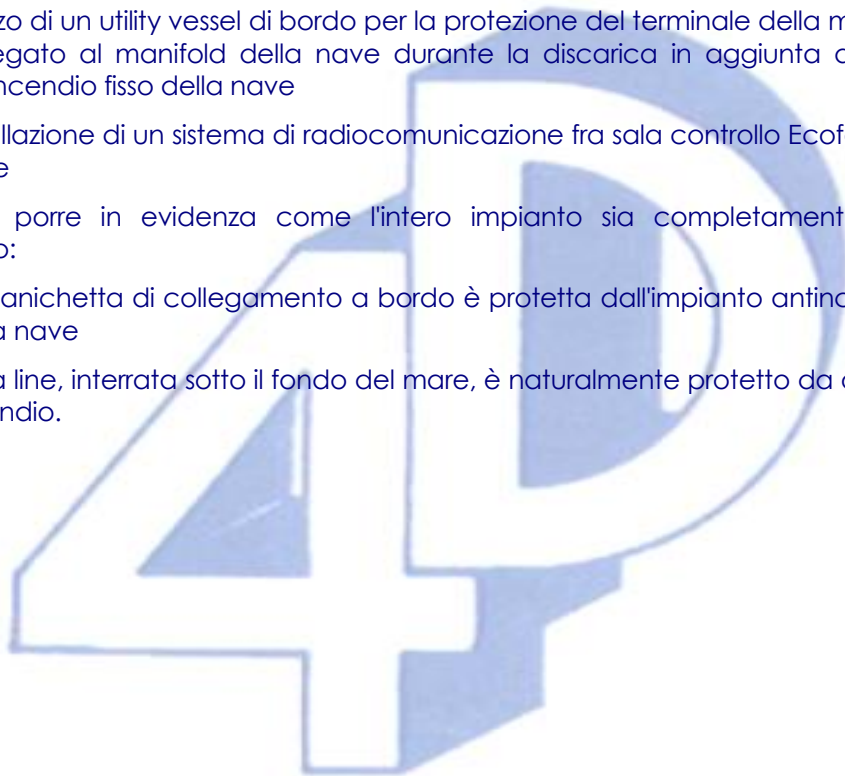 zo di un utility vessel di bordo per la protezione del terminale della m
egato al manifold della nave durante la discarica in aggiunta
ncendio fisso della nave
llazione di un sistema di radiocomunicazione fra sala controllo Ecof
e
porre in evidenza come l'intero impianto sia completament
o:
anichetta di collegamento a bordo è protetta dall'impianto antin
a nave
a line, interrata sotto il fondo del mare, è naturalmente protetto da
ndio.
4D